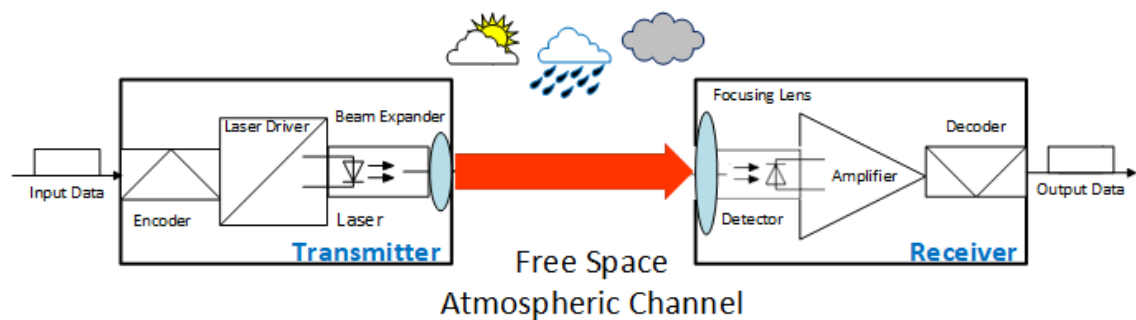 Input Data
Encoder
Laser Driver
Beam Expander
Laser
Transmitter
Free Space
Atmospheric Channel
Focusing Lens
Detector
Amplifier
Decoder
Receiver
Output Data